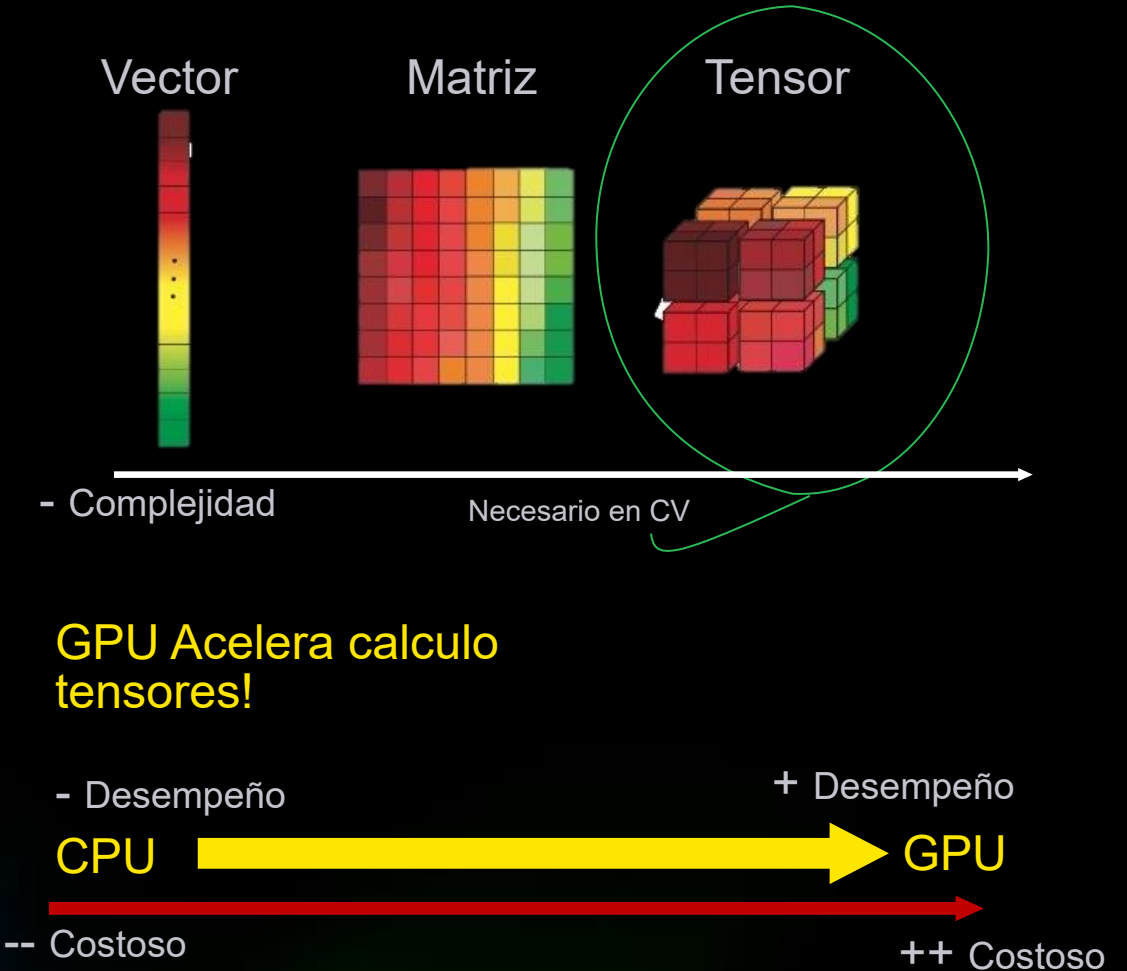 Vector Matriz Tensor
- Complejidad
Necesario en CV
GPU Acelera calculo
tensores!
- Desempeño + Desempeño
CPU GPU
-- Costoso ++ Costoso